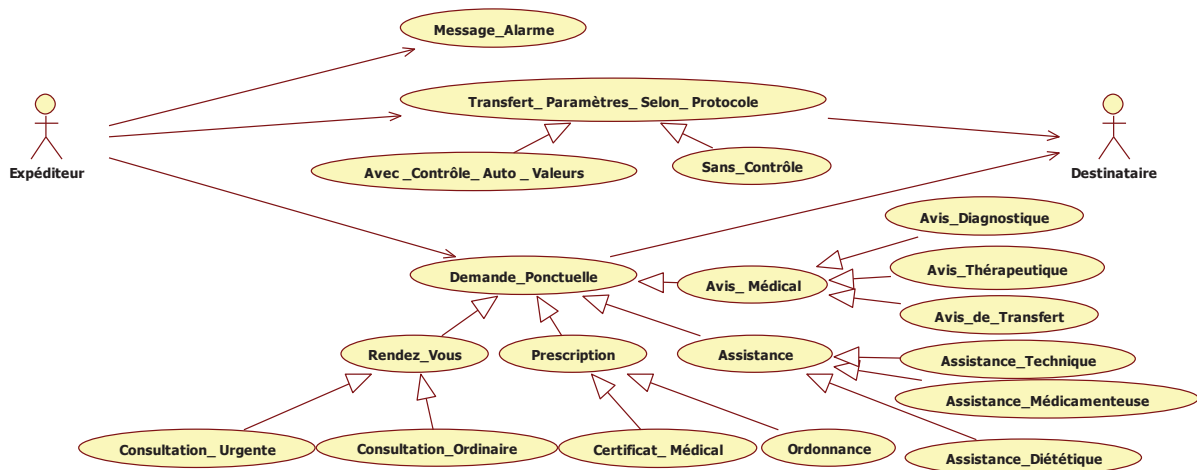 Message_Alarme
Transfert_ Paramètres_ Selon_ Protocole
Expéditeur
Avec _Contrôle_ Auto _ Valeurs
Sans_Contrôle
Destinataire
Avis_Diagnostique
Demande_Ponctuelle
Avis_ Médical
Avis_Thérapeutique
Avis_de_Transfert
Rendez_Vous
Prescription
Assistance
Assistance_Technique
Assistance_Médicamenteuse
Consultation_ Urgente
Consultation_Ordinaire
Certificat_ Médical
Ordonnance
Assistance_Diététique